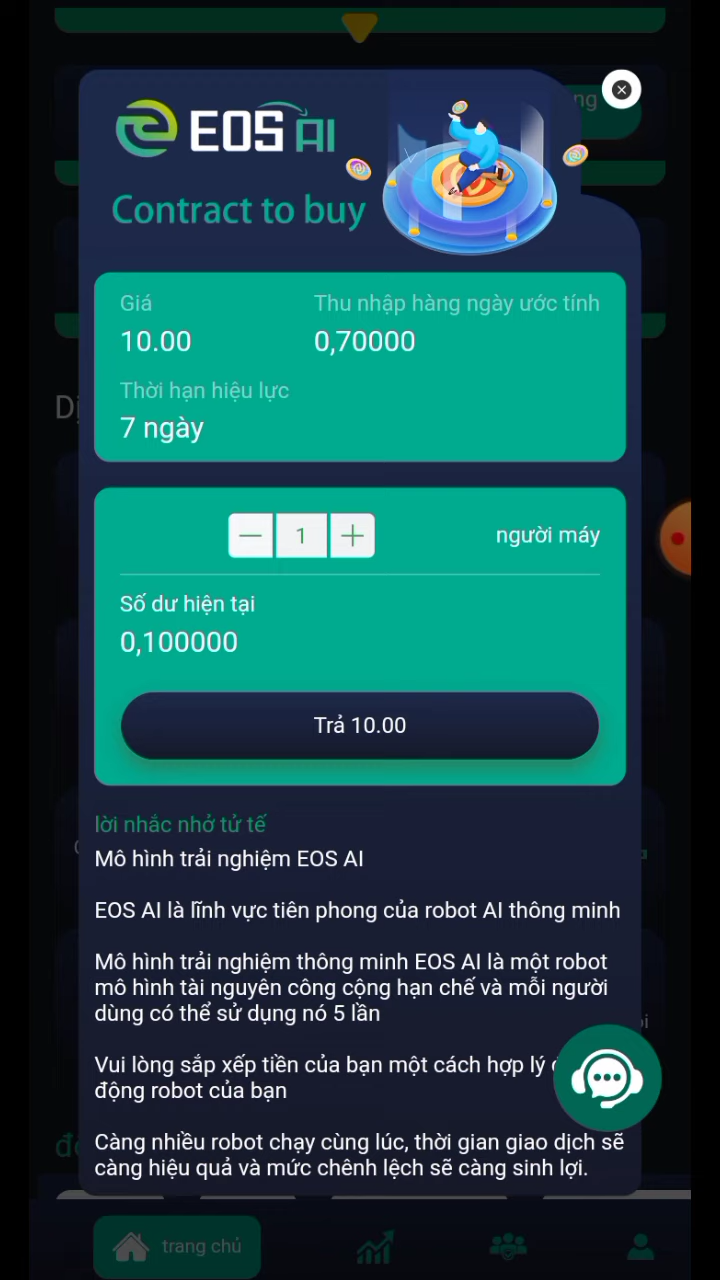 ng
EOS AI
Contract to buy
Giá
Thu nhập hàng ngày ước tính
10.00
0,70000
Thời hạn hiệu lực
7 ngày
1
người máy
Số dư hiện tại
0,100000
Trả 10.00
lời nhắc nhở tử tế
Mô hình trải nghiệm EOS AI
EOS AI là lĩnh vực tiên phong của robot AI thông minh
Mô hình trải nghiệm thông minh EOS AI là một robot
mô hình tài nguyên công cộng hạn chế và mỗi người
dùng có thể sử dụng nó 5 lần
Vui lòng sắp xếp tiền của bạn một cách hợp lý
động robot của bạn
Càng nhiều robot chạy cùng lúc, thời gian giao dịch sẽ
càng hiệu quả và mức chênh lệch sẽ càng sinh lợi.
trang chủ